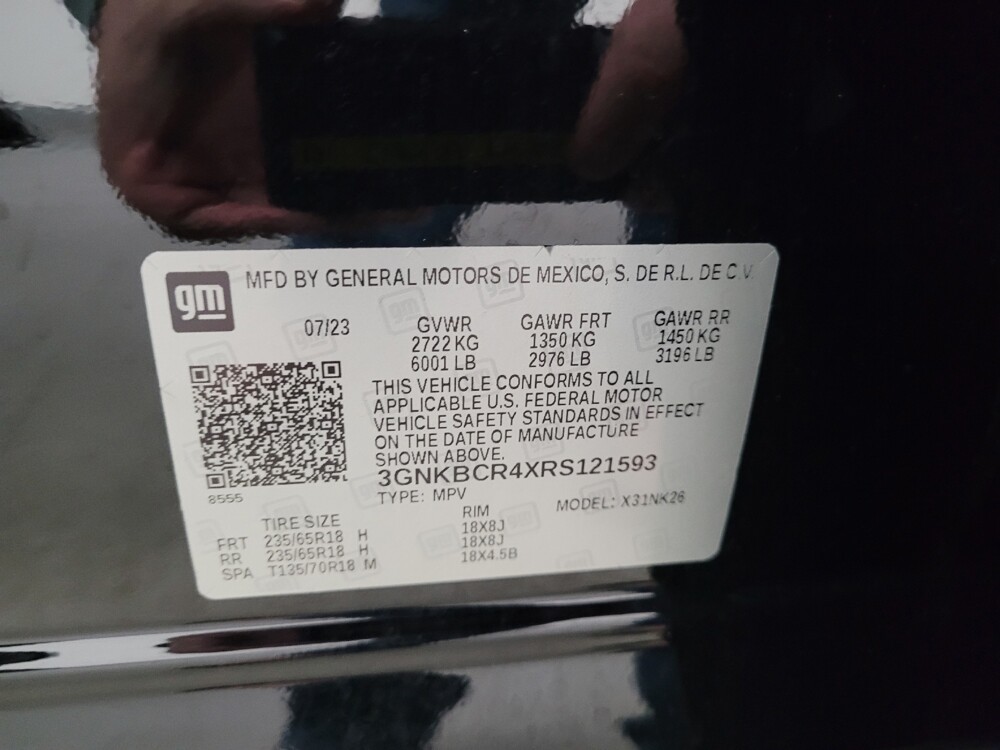 gm MFD BY GENERAL MOTORS DE MEXICO, S. DE R.L. DE C V
07/23 GVWR GAWR FRT GAWR RR
2722 KG 1350 KG 1450 KG
6001 LB 2976 LB 3196 LB
THIS VEHICLE CONFORMS TO ALL
APPLICABLE U.S. FEDERAL MOTOR
VEHICLE SAFETY STANDARDS IN EFFECT
ON THE DATE OF MANUFACTURE
SHOWN ABOVE.
3GNKBCR4XRS121593
8555 TYPE: MPV MODEL: X31NK26
TIRE SIZE RIM
FRT 235/65R18 H 18X8J
RR 235/65R18 H 18X8J
SPA T135/70R18 M 18X4.5B